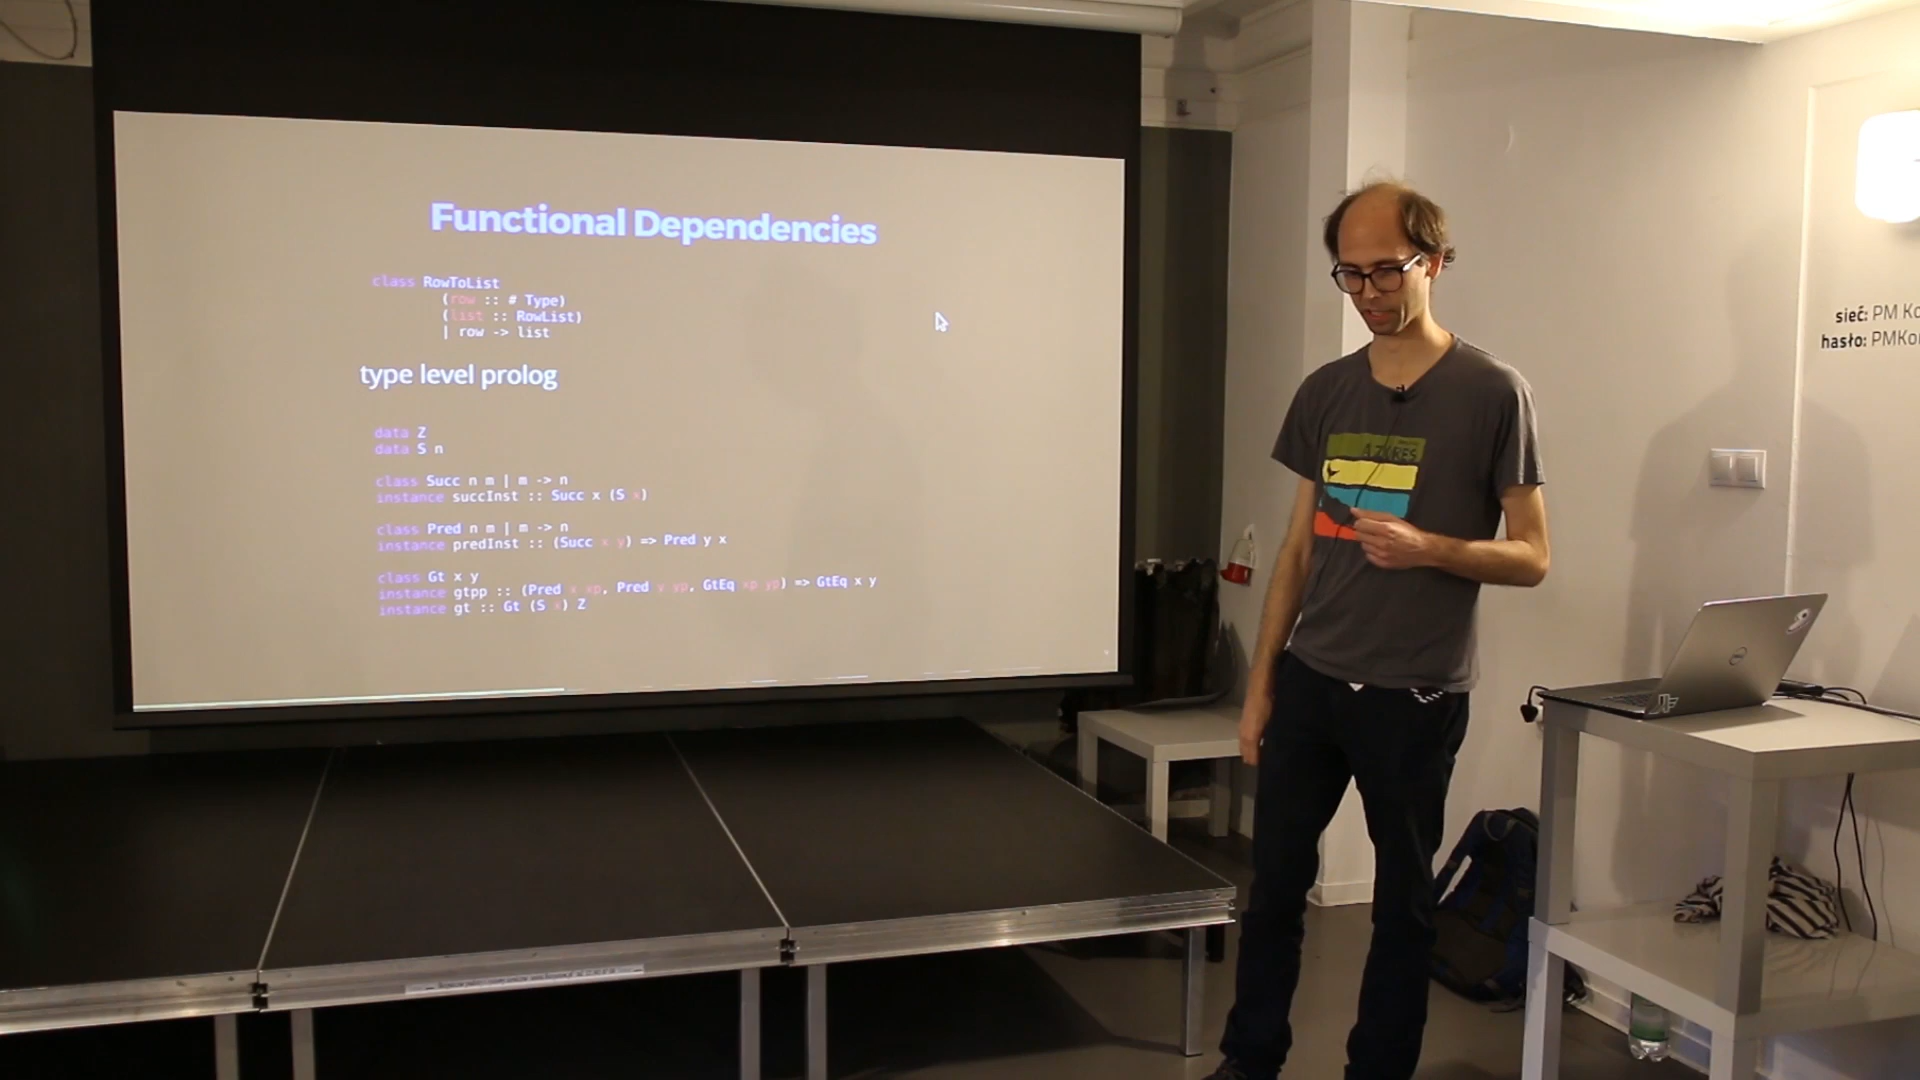 Functional Dependencies
class RowToList
(row :: # Type)
(list :: RowList)
| row -> list
type level prolog
data Z
data S n
class Succ n m | m -> n
instance succInst :: Succ x (S x)
class Pred n m | m -> n
instance predInst :: (Succ x y) => Pred y x
class Gt x y
instance gtpp :: (Pred x xp, Pred y yp, GtEq xp yp) => GtEq x y
instance gt :: Gt (S x) Z
AZORES
sieć: PM Ko
hasło: PMKo
DELL